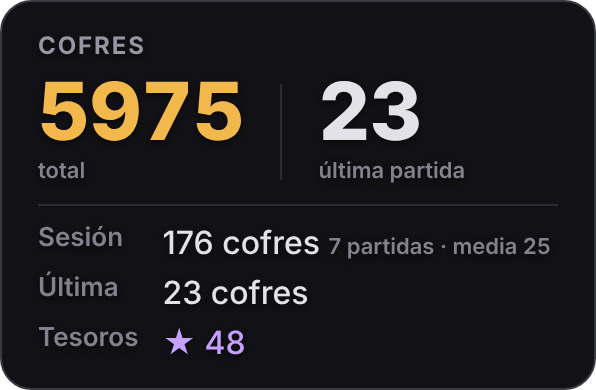 COFRES
5975 23
total última partida
Sesión 176 cofres 7 partidas · media 25
Última 23 cofres
Tesoros ★ 48